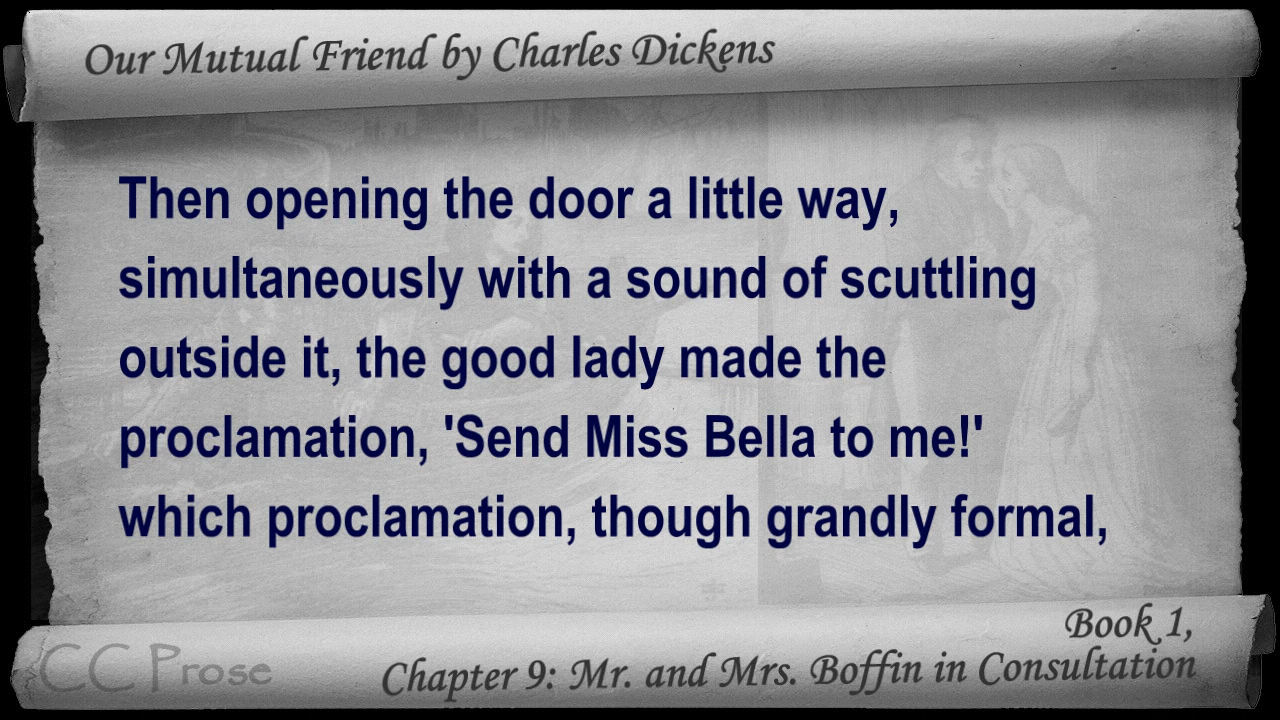 Our Mutual Friend by Charles Dickens
Then opening the door a little way,
simultaneously with a sound of scuttling
outside it, the good lady made the
proclamation, 'Send Miss Bella to me!'
which proclamation, though grandly formal,
Book 1,
CC Prose
Chapter 9: Mr. and Mrs. Boffin in Consultation